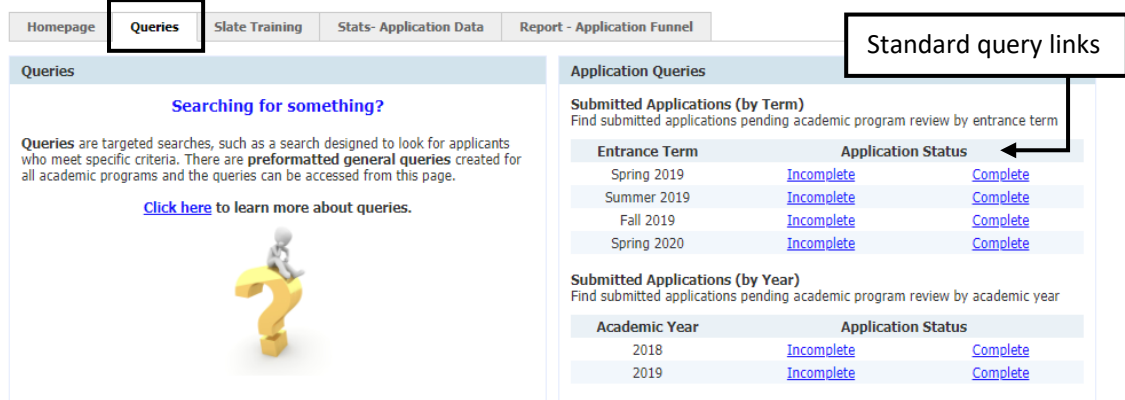 Homepage Queries Slate Training Stats- Application Data Report - Application Funnel
Standard query links
Queries
Searching for something?
Queries are targeted searches, such as a search designed to look for applicants
who meet specific criteria. There are preformatted general queries created for
all academic programs and the queries can be accessed from this page.
Click here to learn more about queries.
Application Queries
Submitted Applications (by Term)
Find submitted applications pending academic program review by entrance term
Entrance Term Application Status
Spring 2019 Incomplete Complete
Summer 2019 Incomplete Complete
Fall 2019 Incomplete Complete
Spring 2020 Incomplete Complete
Submitted Applications (by Year)
Find submitted applications pending academic program review by academic year
Academic Year Application Status
2018 Incomplete Complete
2019 Incomplete Complete